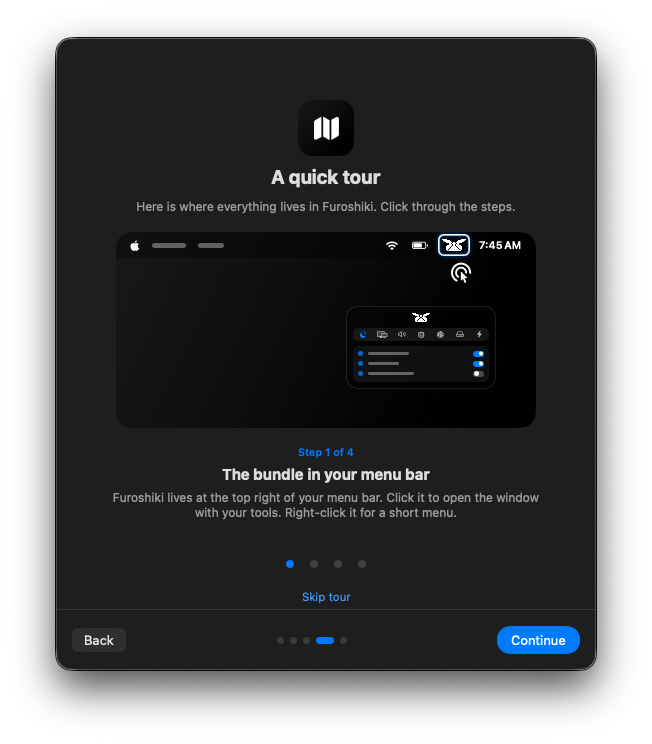 A quick tour
Here is where everything lives in Furoshiki. Click through the steps.
7:45 AM
Step 1 of 4
The bundle in your menu bar
Furoshiki lives at the top right of your menu bar. Click it to open the window
with your tools. Right-click it for a short menu.
Skip tour
Back
Continue